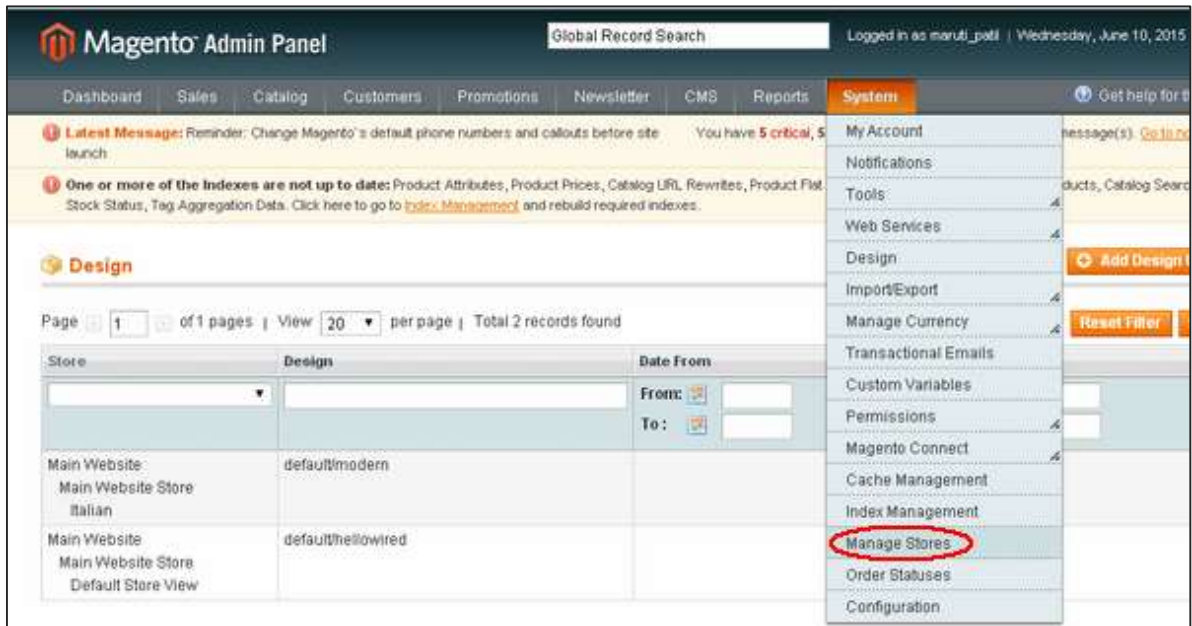 Magento Admin Panel
Global Record Search
Logged in as maruti_patil | Wednesday, June 10, 2015
Dashboard Sales Catalog Customers Promotions Newsletter CMS Reports System Get help for
Latest Message: Reminder: Change Magento's default phone numbers and callouts before site launch You have 5 critical, 5 message(s). Go to
One or more of the Indexes are not up to date: Product Attributes, Product Prices, Catalog URL Rewrites, Product Flat
Stock Status, Tag Aggregation Data. Click here to go to Index Management and rebuild required indexes.
My Account
Notifications
Tools
Web Services
Design
Import/Export
Manage Currency
Transactional Emails
Custom Variables
Permissions
Magento Connect
Cache Management
Index Management
Manage Stores
Order Statuses
Configuration
Design
Add Design
Page 1 of 1 pages | View 20 per page | Total 2 records found
Reset Filter
Store Design Date From
From:
To :
Main Website
Main Website Store
Italian
default/modern
Main Website
Main Website Store
Default Store View
default/hellowired